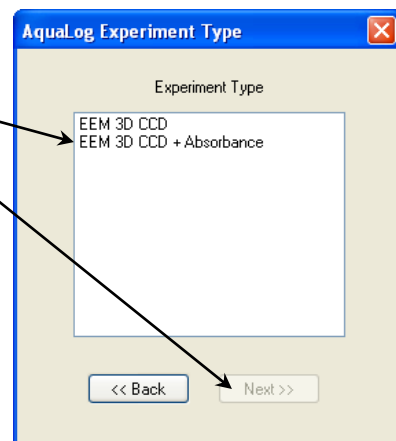 AquaLog Experiment Type
Experiment Type
EEM 3D CCD
EEM 3D CCD + Absorbance
<< Back
Next >>